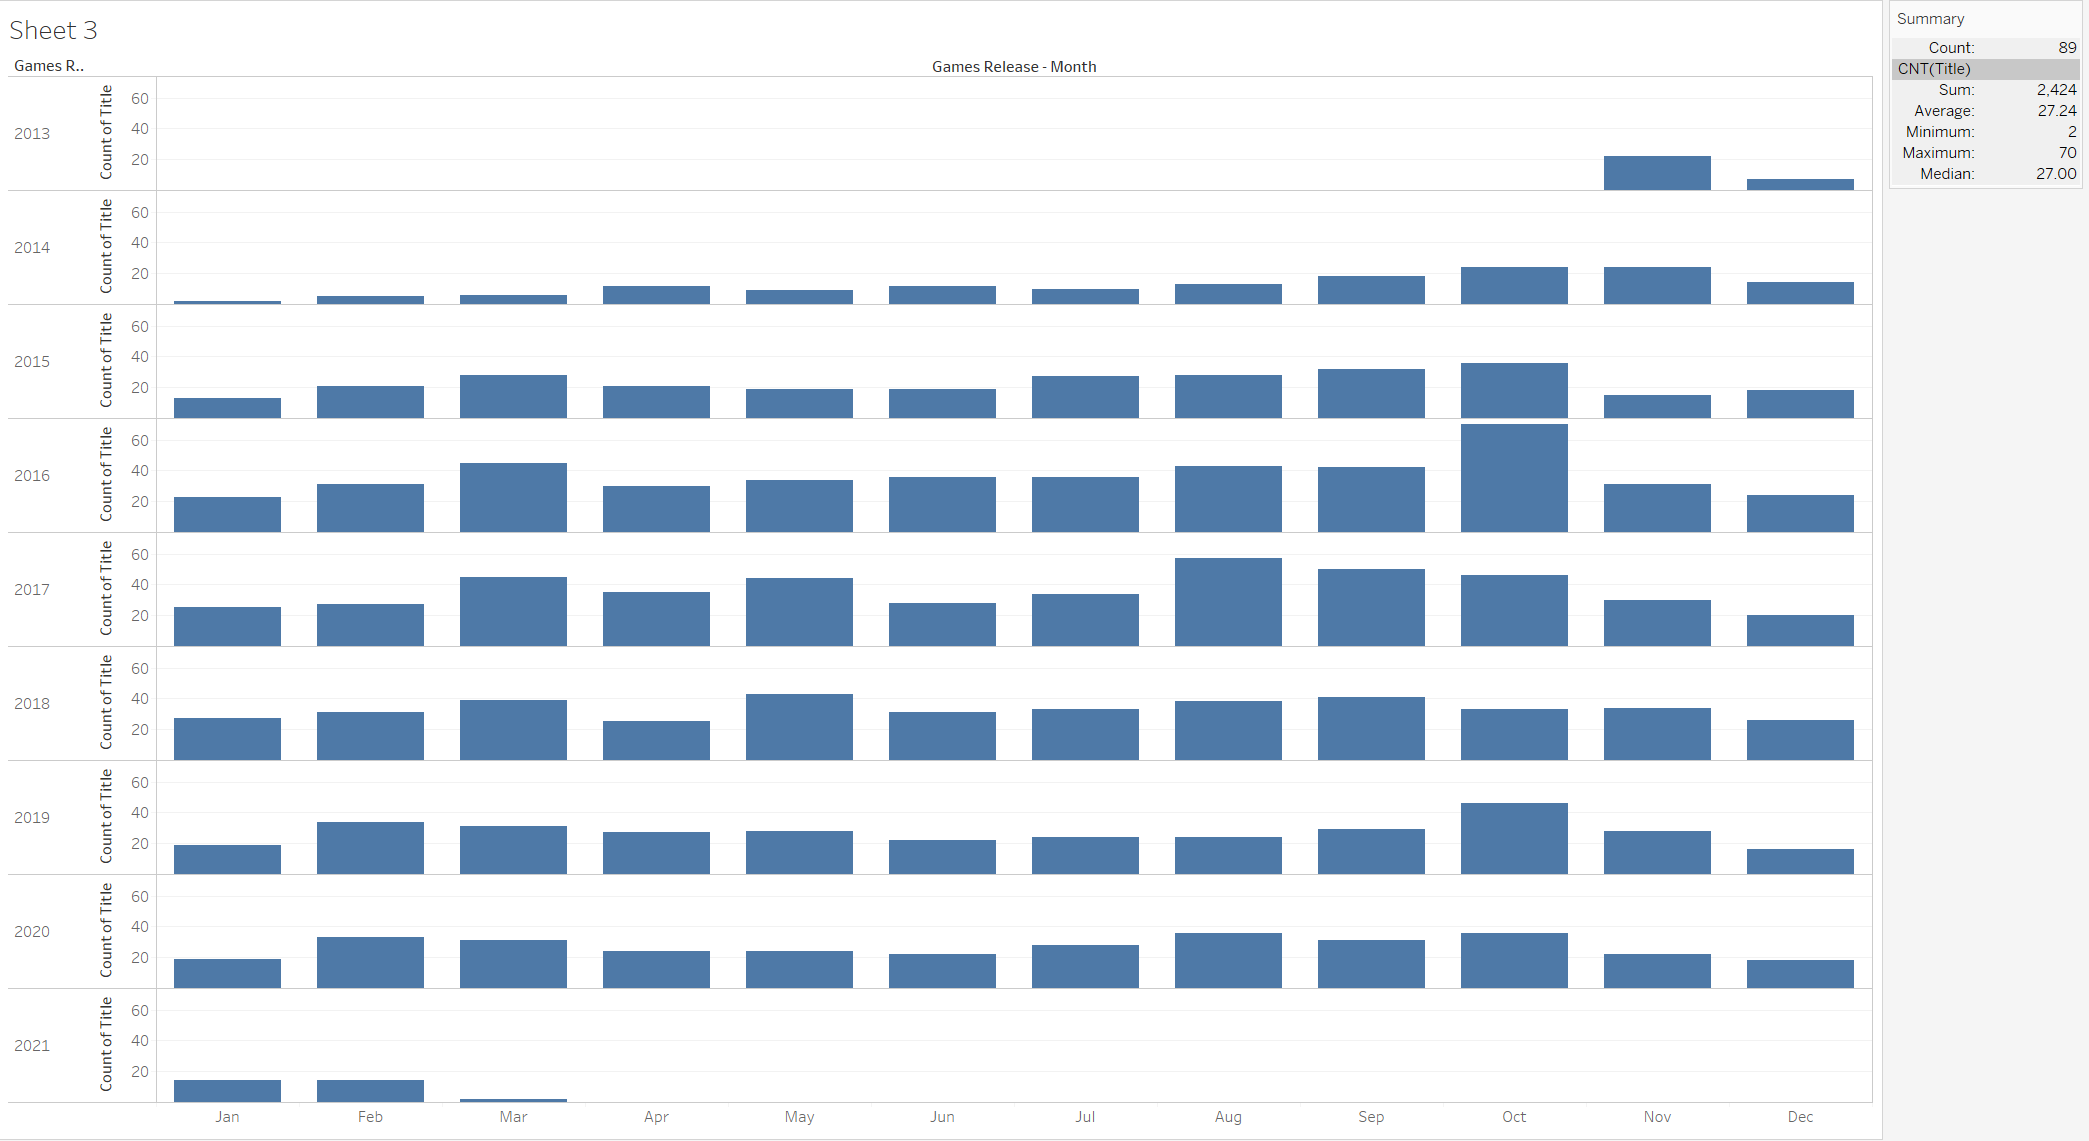 Sheet 3
Games R..
Games Release - Month
2013
Count of Title
60
40
20
2014
Count of Title
60
40
20
2015
Count of Title
60
40
20
2016
Count of Title
60
40
20
2017
Count of Title
60
40
20
2018
Count of Title
60
40
20
2019
Count of Title
60
40
20
2020
Count of Title
60
40
20
2021
Count of Title
60
40
20
Jan Feb Mar Apr May Jun Jul Aug Sep Oct Nov Dec
Summary
Count: 89
CNT(Title)
Sum: 2,424
Average: 27.24
Minimum: 2
Maximum: 70
Median: 27.00